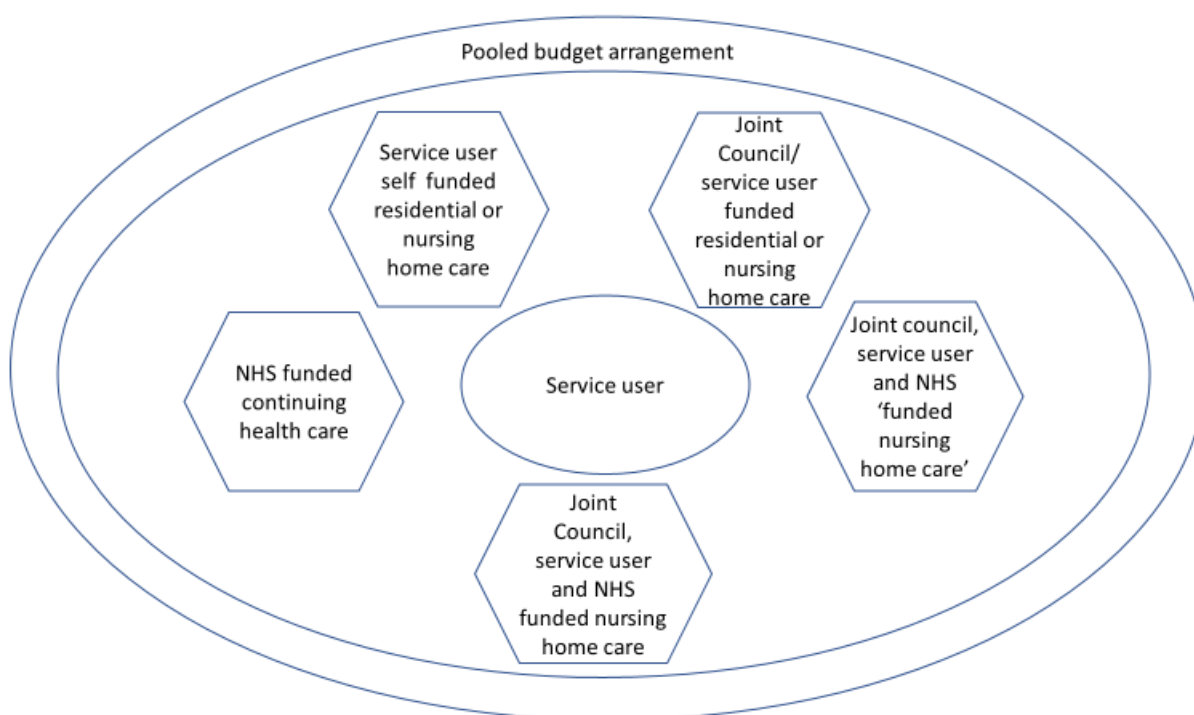 Pooled budget arrangement
Service user
self funded
residential or
nursing
home care
Joint
Council/
service user
funded
residential or
nursing
home care
NHS funded
continuing
health care
Service user
Joint council,
service user
and NHS
‘funded
nursing
home care’
Joint
Council,
service user
and NHS
funded nursing
home care